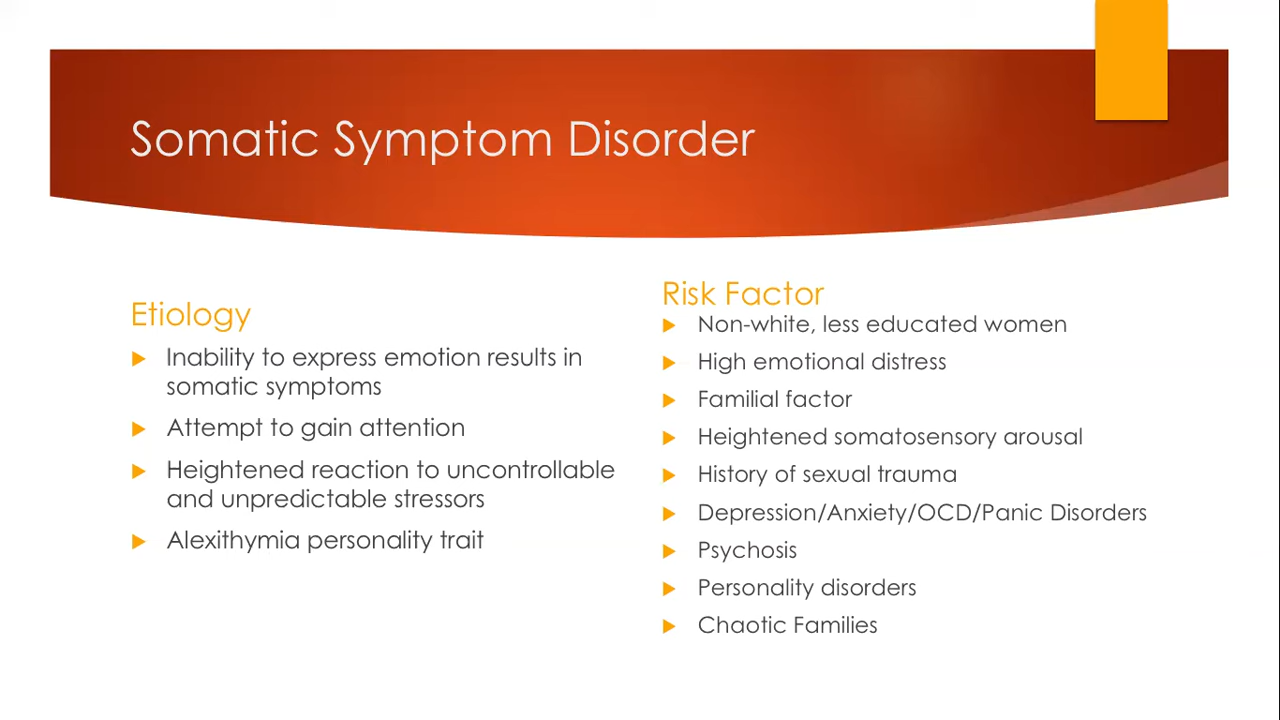 Somatic Symptom Disorder
Etiology
Inability to express emotion results in
somatic symptoms
Attempt to gain attention
Heightened reaction to uncontrollable
and unpredictable stressors
Alexithymia personality trait
Risk Factor
Non-white, less educated women
High emotional distress
Familial factor
Heightened somatosensory arousal
History of sexual trauma
Depression/Anxiety/OCD/Panic Disorders
Psychosis
Personality disorders
Chaotic Families